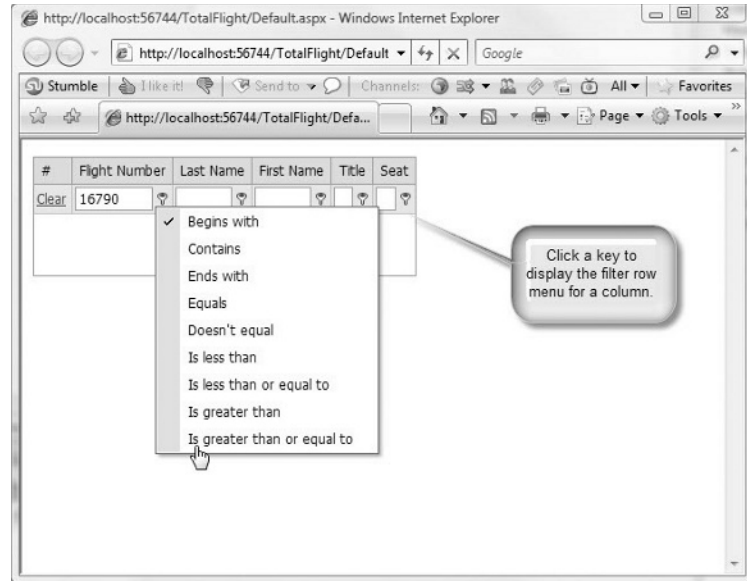 http://localhost:56744/TotalFlight/Default.aspx - Windows Internet Explorer
http://localhost:56744/TotalFlight/Default
Google
Stumble I like it! Send to Channels: All Favorites
http://localhost:56744/TotalFlight/Defa...
Page Tools »
# Flight Number Last Name First Name Title Seat
Clear 16790
✓ Begins with
Contains
Ends with
Equals
Doesn't equal
Is less than
Is less than or equal to
Is greater than
Is greater than or equal to
Click a key to
display the filter row
menu for a column.